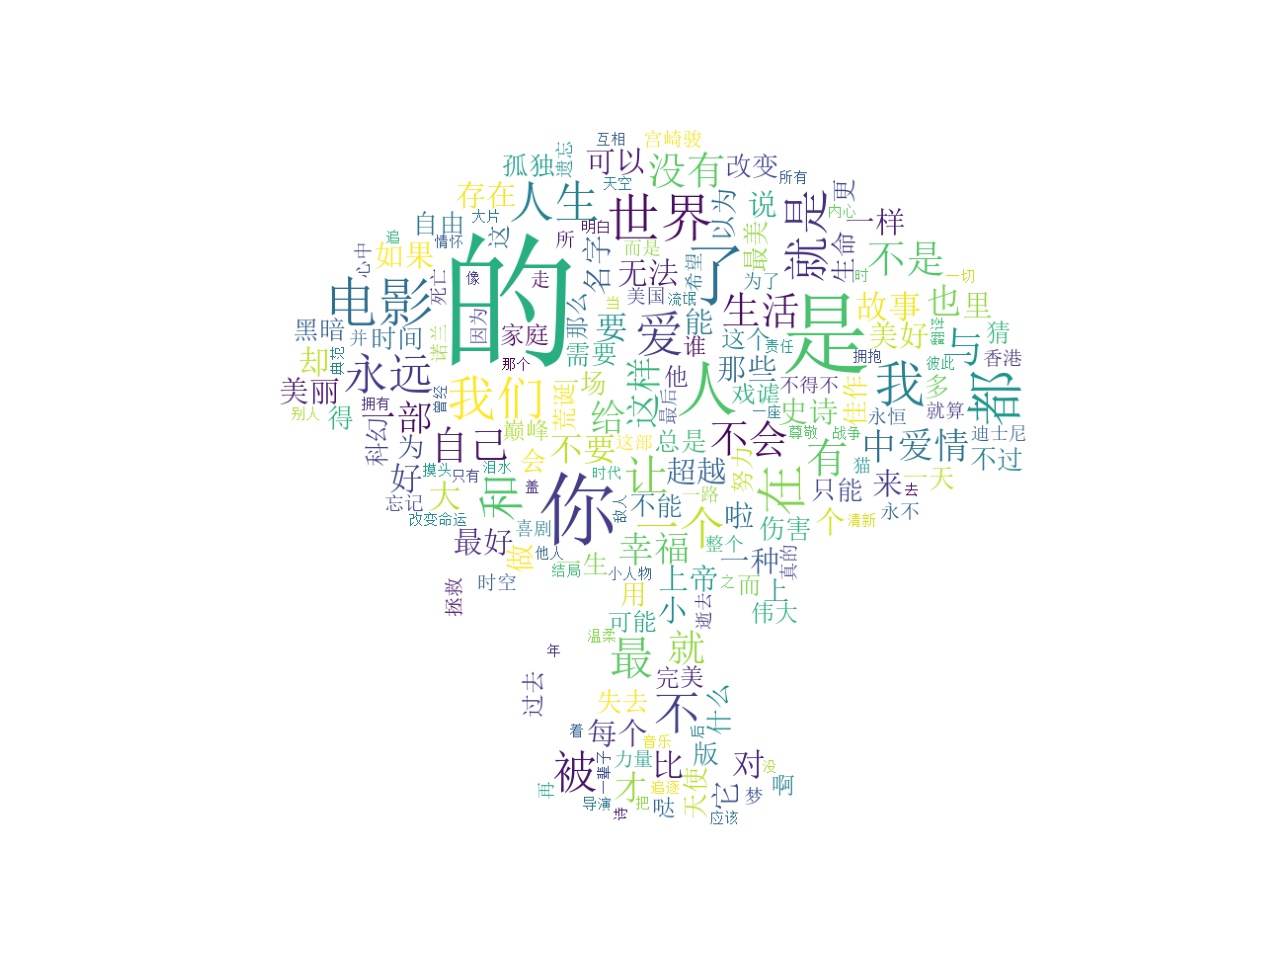 互相
宫崎骏
遗忘
孤独
可以
没有
改变
所有
天空
存在
人生
世界
以为
说
就是
更
内心
一样
自由
大片
这
明白
情怀
追
如果
心中
所
名字
而是
最美
希望
生命
不是
时
一切
的
像
走
死亡
无法
了
为了
美国
流氓
当
电影
因为
家庭
那么
要
爱
能
生活
是
故事
也
里
黑暗
并
时间
诺兰
需要
谁
这个
责任
美好
与
猜
香港
却
永远
那个
那些
拥抱
彼此
美丽
我们
荒诞
场
这样
他
人
戏谑
不得不
佳作
我
多
都
曾经
拥有
别人
得
一部
给
最后
一座
史诗
永恒
就算
科幻
为
自己
巅峰
不要
这部
总是
不会
尊敬
战争
有
中
爱情
迪士尼
不过
好
摸头
只有
泪水
会
时代
让
超越
努力
在
猫
来
去
一天
忘记
大
和
盖
你
敌人
不能
一路
只能
永不
改变命运
喜剧
一个
啦
伤害
个
清新
最好
做
他人
幸福
整个
一种
真的
时空
结局
一生
小人物
上帝
之
而
上
拯救
用
可能
小
逝去
伟大
温柔
年
最
就
过去
完美
失去
不
什么
着
每个
音乐
后
被
一辈子
力量
比
版
对
没
再
才
追逐
天使
它
梦
啊
导演
把
诗
哒
应该